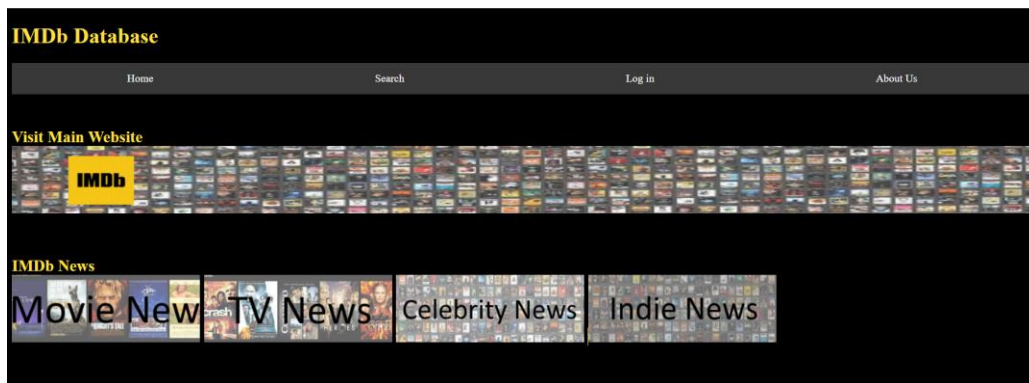 IMDb Database
Home Search Log in About Us
Visit Main Website
IMDb
IMDb News
Movie New TV News Celebrity News Indie News